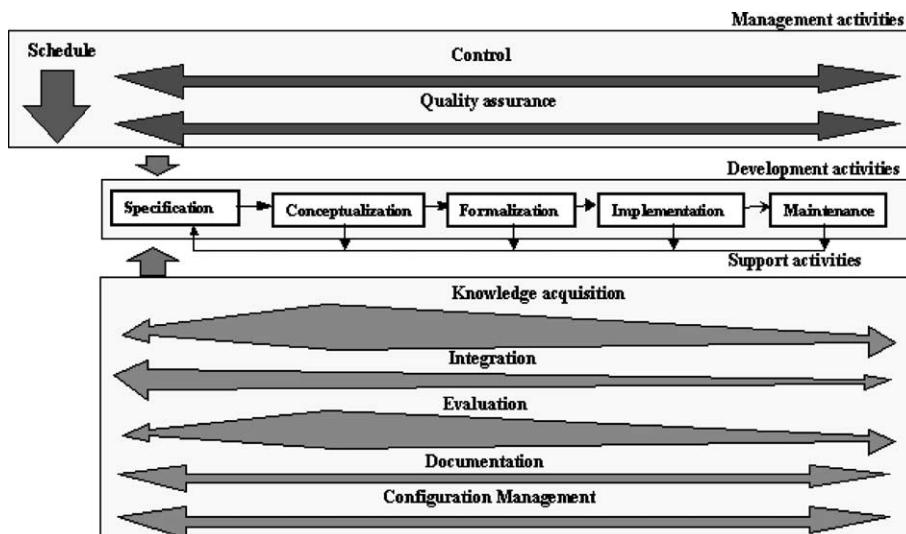 Management activities
Schedule
Control
Quality assurance
Development activities
Specification
Conceptualization
Formalization
Implementation
Maintenance
Support activities
Knowledge acquisition
Integration
Evaluation
Documentation
Configuration Management